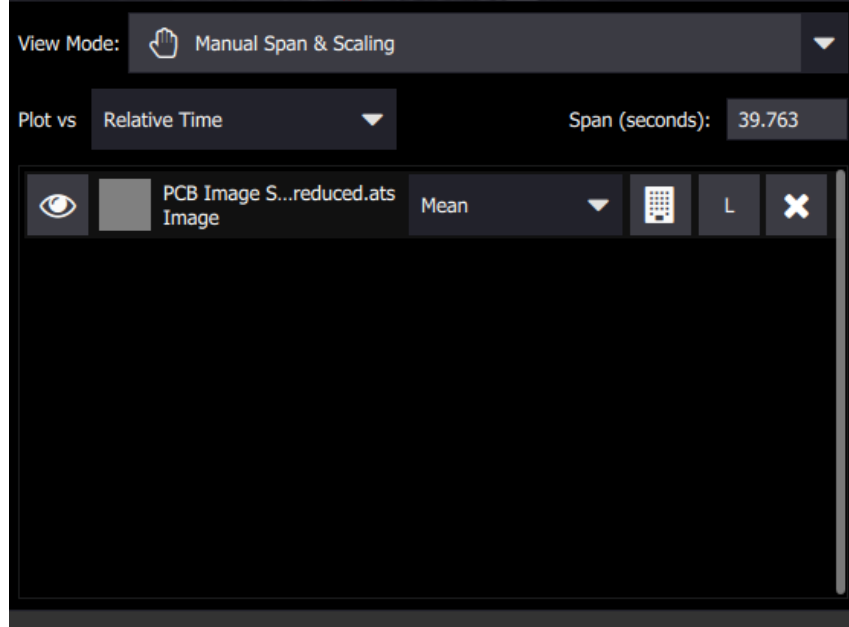 View Mode: Manual Span & Scaling
Plot vs Relative Time Span (seconds): 39.763
PCB Image S...reduced.ats
Image
Mean L